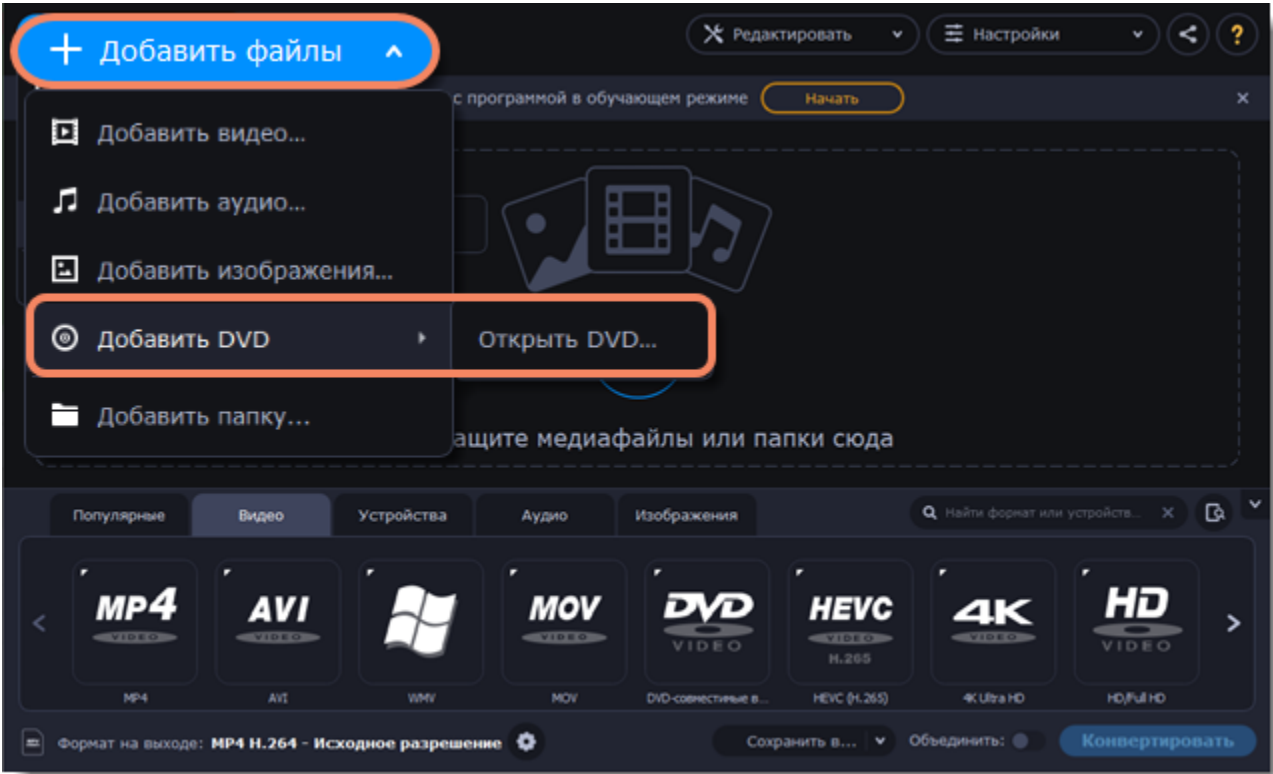 Добавить файлы
Редактировать
Настройки
?
с программой в обучающем режиме
Начать
Добавить видео...
Добавить аудио...
Добавить изображения...
Добавить DVD
Открыть DVD...
Добавить папку...
ащите медиафайлы или папки сюда
Популярные
Видео
Устройства
Аудио
Изображения
Найти формат или устройств...
MP4
VIDEO
AVI
VIDEO
MOV
VIDEO
DVD
VIDEO
HEVC
VIDEO
H.265
4K
VIDEO
HD
VIDEO
MP4
AVI
WMV
MOV
DVD-совместимые в...
HEVC (H.265)
4K Ultra HD
HD/Full HD
Формат на выходе: MP4 H.264 - Исходное разрешение
Сохранить в...
Объединить:
Конвертировать